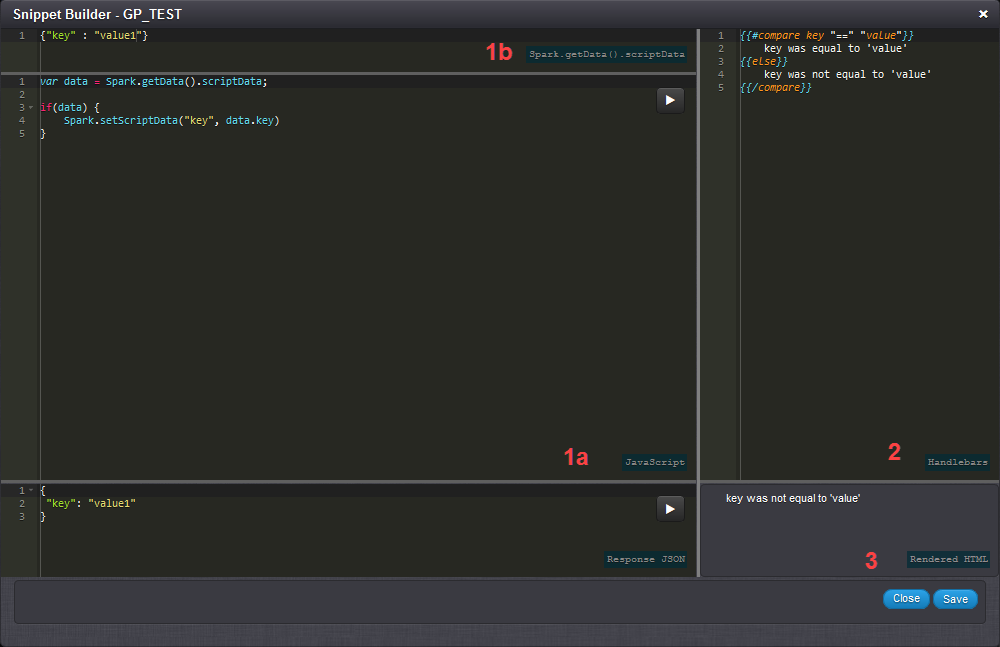 Snippet Builder - GP_TEST
×
1 {"key" : "value1"}
1b
Spark.getData().scriptData
1 var data = Spark.getData().scriptData;
2
3 if(data) {
4 Spark.setScriptData("key", data.key)
5 }
1a
JavaScript
1 {
2 "key": "value1"
3 }
Response JSON
1 {{#compare key "==" "value"}}
2 key was equal to 'value'
3 {{else}}
4 key was not equal to 'value'
5 {{/compare}}
2
Handlebars
key was not equal to 'value'
3
Rendered HTML
Close Save